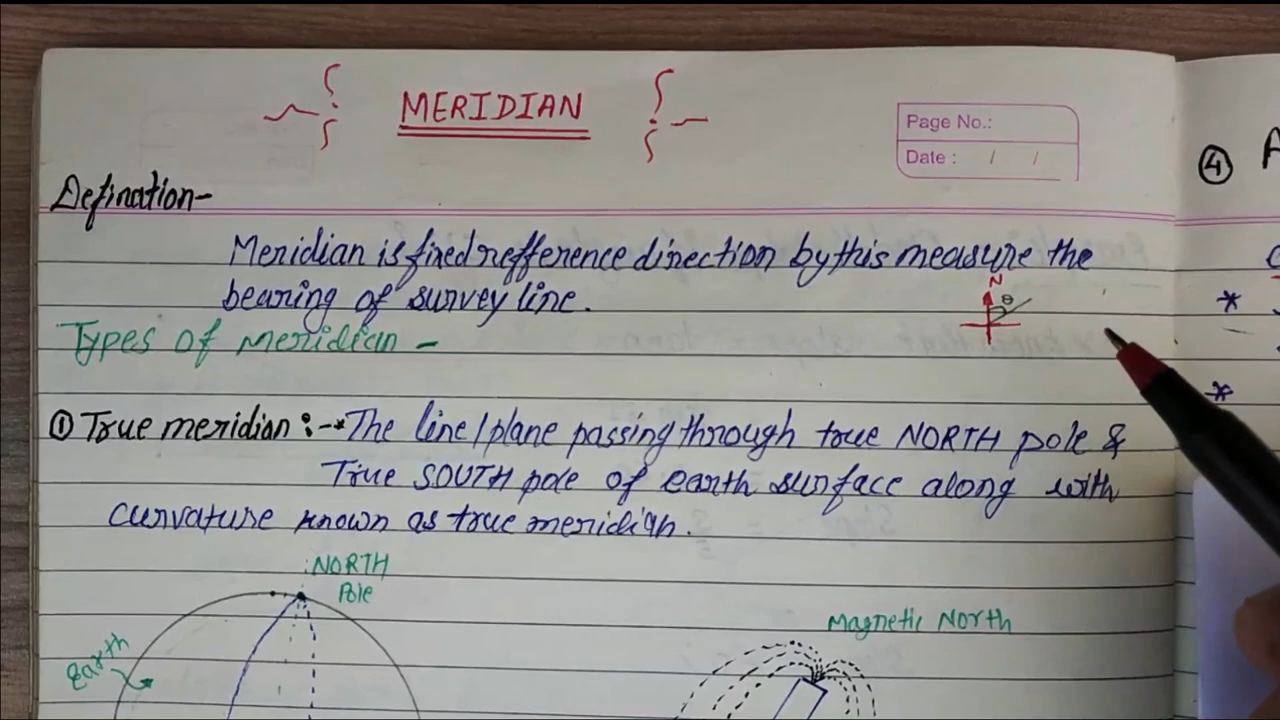 MERIDIAN
Page No.:
Date : / /
Defination-
Meridian is fixed refference direction by this measure the
bearing of survey line.
N
θ
Types of meridian -
① True meridian :- *The line/plane passing through true NORTH pole &
True SOUTH pole of earth surface along with
curvature known as true meridian.
NORTH
Pole
Earth
Magnetic North
④ A
*
*